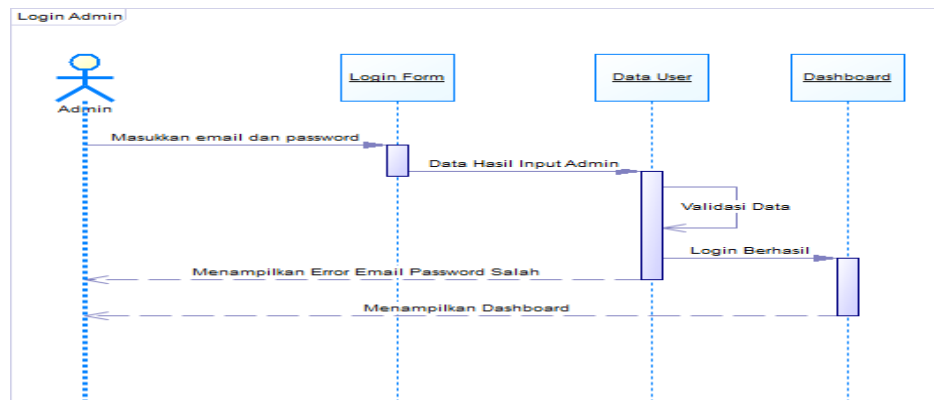 Login Admin
Login Form
Data User
Dashboard
Admin
Masukkan email dan password
Data Hasil Input Admin
Validasi Data
Login Berhasil
Menampilkan Error Email Password Salah
Menampilkan Dashboard